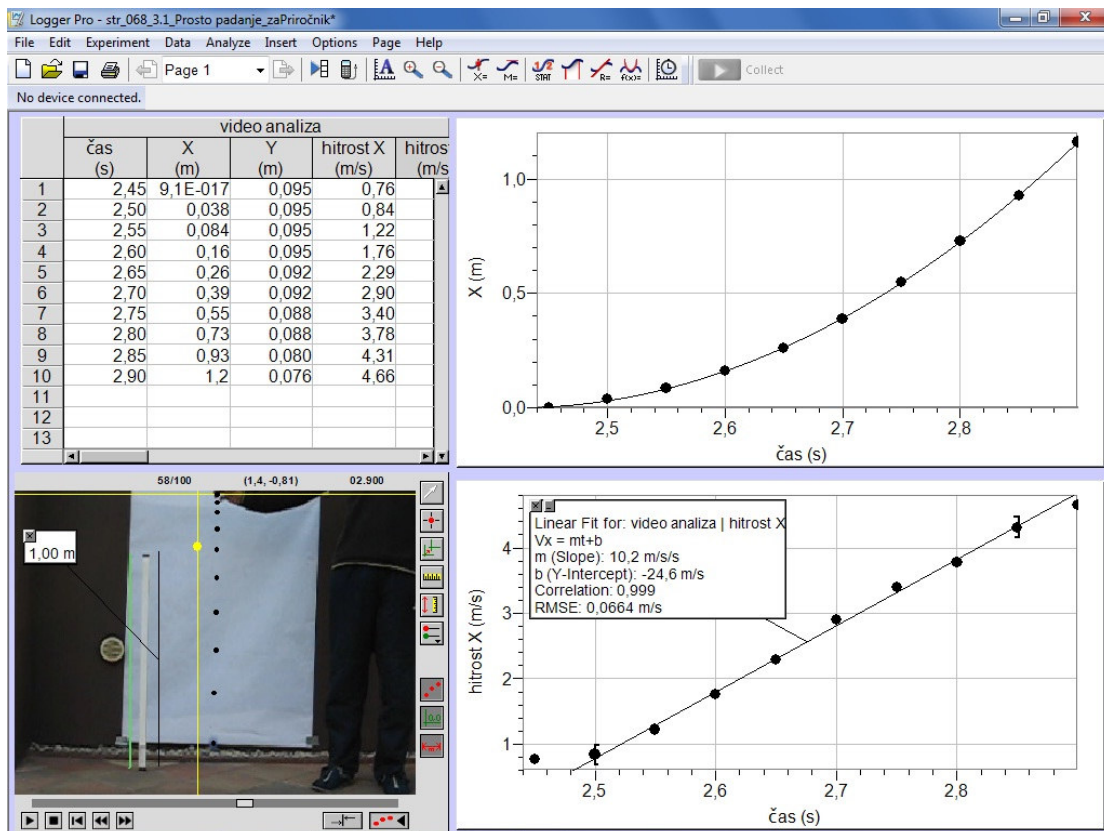 Logger Pro - str_068_3.1_Prosto padanje_zaPriročnik*
File Edit Experiment Data Analyze Insert Options Page Help
Page 1
X= M= STAT R= f(x)= Collect
No device connected.
video analiza
čas X Y hitrost X hitros
(s) (m) (m) (m/s) (m/s
1 2,45 9,1E-017 0,095 0,76
2 2,50 0,038 0,095 0,84
3 2,55 0,084 0,095 1,22
4 2,60 0,16 0,095 1,76
5 2,65 0,26 0,092 2,29
6 2,70 0,39 0,092 2,90
7 2,75 0,55 0,088 3,40
8 2,80 0,73 0,088 3,78
9 2,85 0,93 0,080 4,31
10 2,90 1,2 0,076 4,66
11
12
13
X (m)
1,0
0,5
0,0
2,5 2,6 2,7 2,8
čas (s)
58/100 (1,4, -0,81) 02.900
1,00 m
Linear Fit for: video analiza | hitrost X
Vx = mt+b
m (Slope): 10,2 m/s/s
b (Y-Intercept): -24,6 m/s
Correlation: 0,999
RMSE: 0,0664 m/s
hitrost X (m/s)
4
3
2
1
2,5 2,6 2,7 2,8
čas (s)